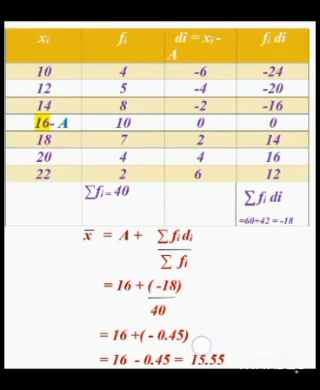 xᵢ fᵢ di = xᵢ - A fᵢ di
10 4 -6 -24
12 5 -4 -20
14 8 -2 -16
16- A 10 0 0
18 7 2 14
20 4 4 16
22 2 6 12
∑fᵢ = 40 ∑fᵢ di
=60+42 = -18
x̄ = A + ∑fᵢdᵢ
∑ fᵢ
= 16 + (-18)
40
= 16 +( - 0.45)
= 16 - 0.45 = 15.55